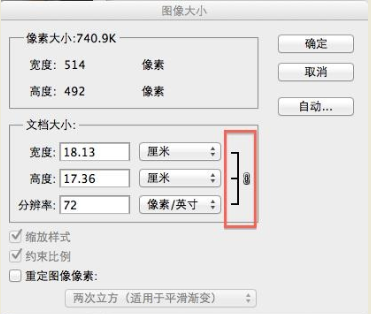 图像大小
像素大小:740.9K
宽度: 514 像素
高度: 492 像素
确定
取消
自动...
文档大小:
宽度: 18.13 厘米
高度: 17.36 厘米
分辨率: 72 像素/英寸
缩放样式
约束比例
重定图像像素:
两次立方（适用于平滑渐变）